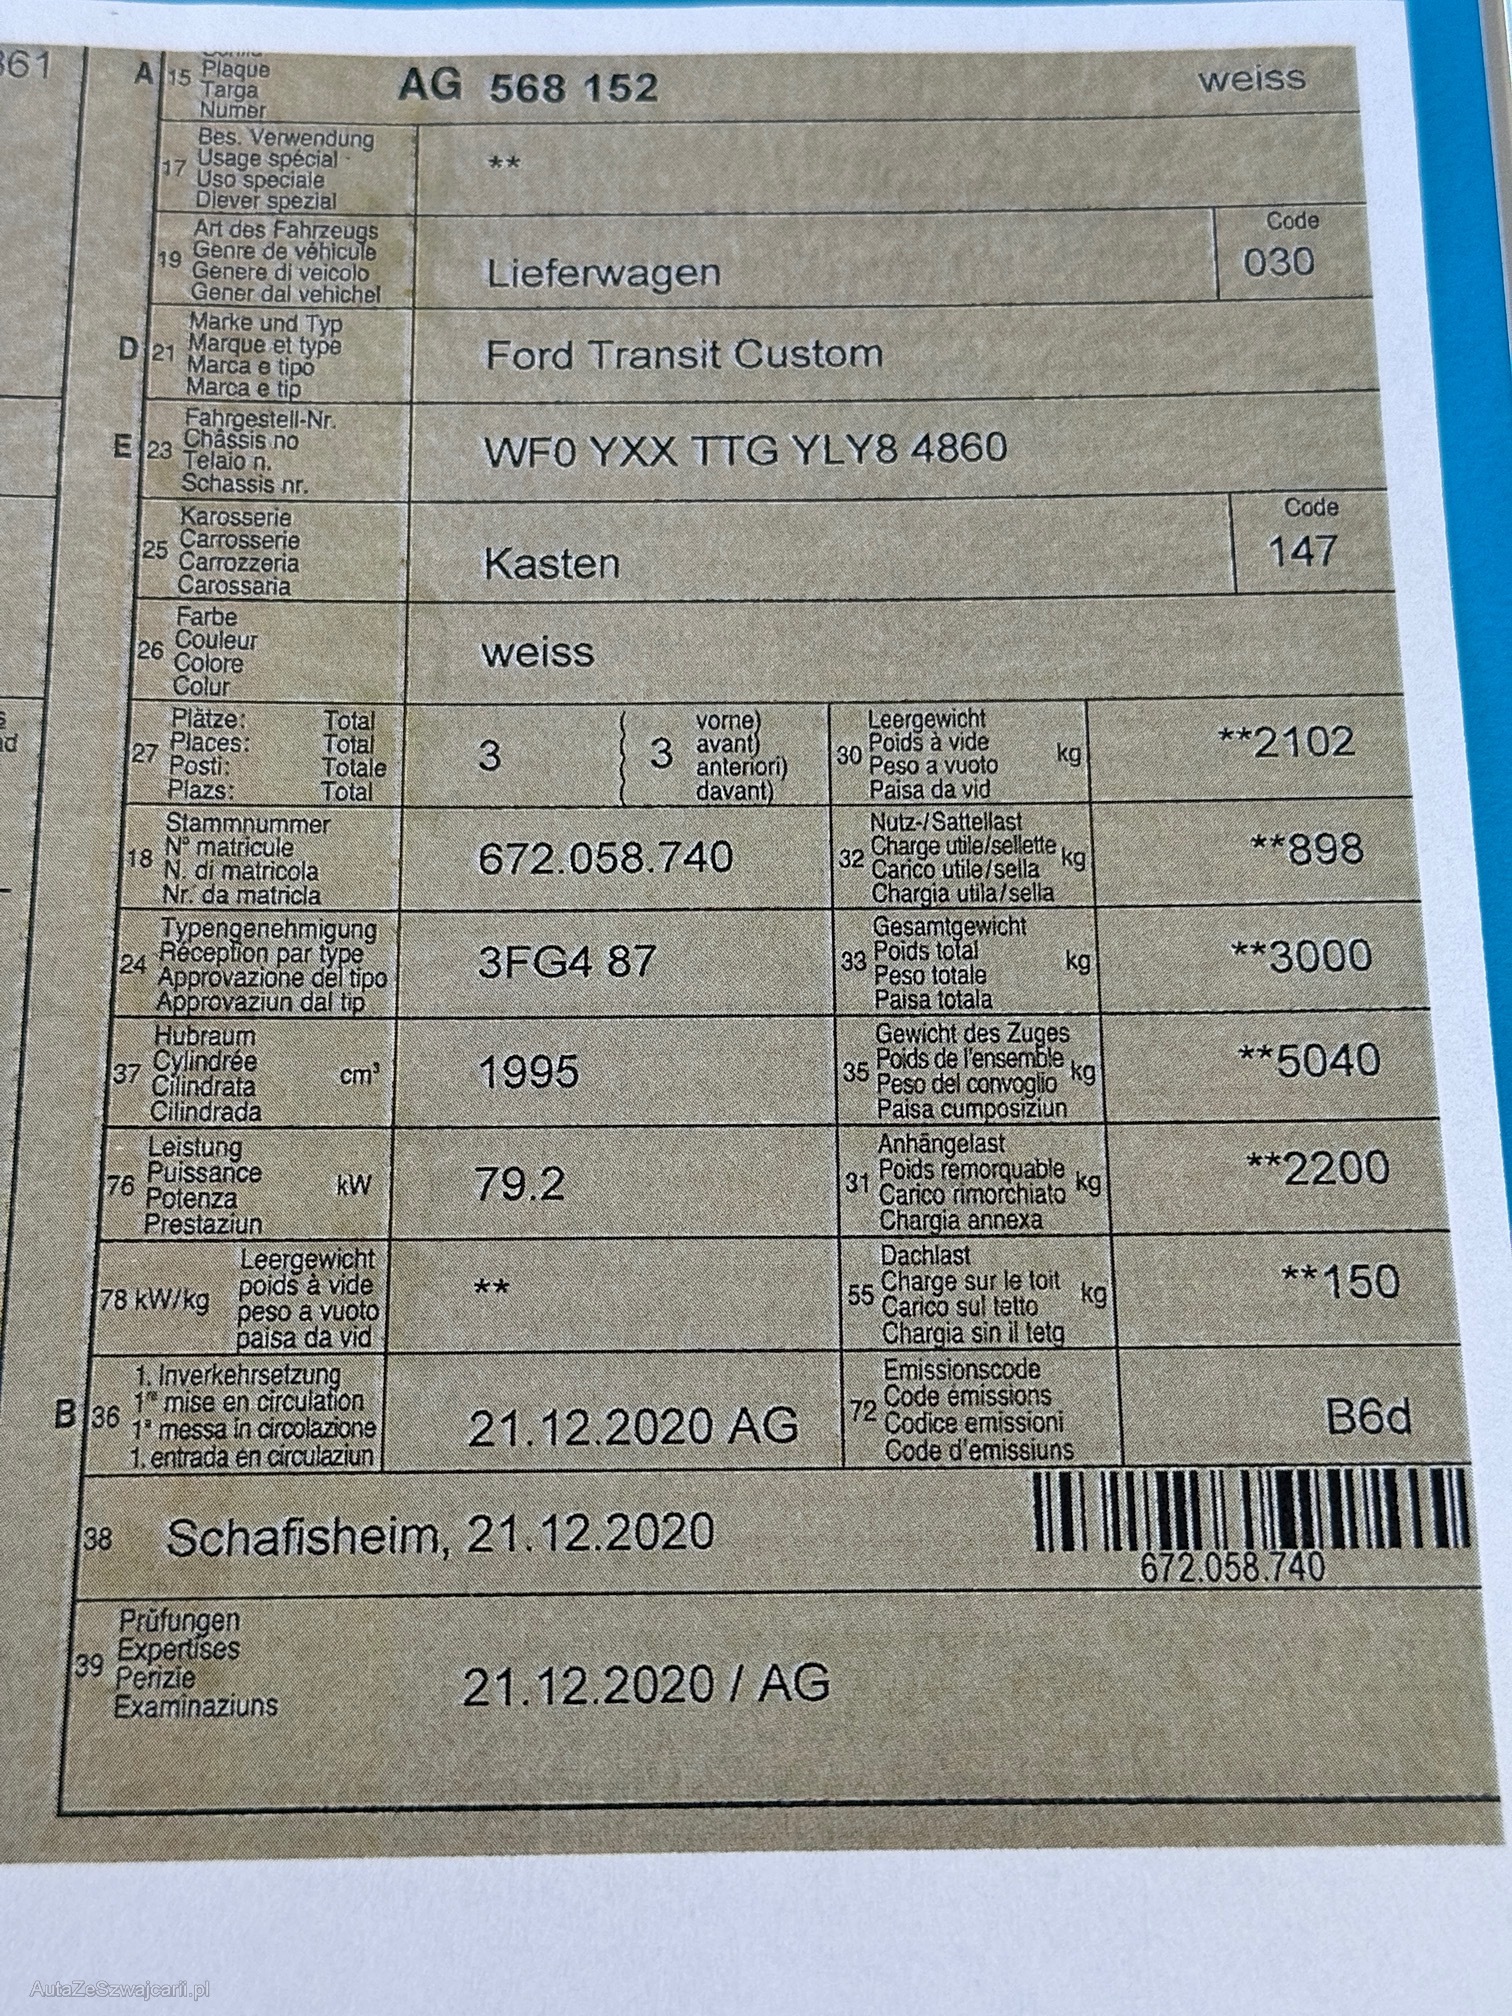 361
A 15 Plaque
Targa
Numer
AG 568 152
weiss
17 Bes. Verwendung
Usage spécial
Uso speciale
Diever spezial
**
19 Art des Fahrzeugs
Genre de véhicule
Genere di veicolo
Gener dal vehichel
Lieferwagen
Code
030
D 21 Marke und Typ
Marque et type
Marca e tipo
Marca e tip
Ford Transit Custom
E 23 Fahrgestell-Nr.
Châssis no
Telaio n.
Schassis nr.
WF0 YXX TTG YLY8 4860
25 Karosserie
Carrosserie
Carrozzeria
Carossaria
Kasten
Code
147
26 Farbe
Couleur
Colore
Colur
weiss
27 Plätze: Total
Places: Total
Posti: Totale
Plazs: Total
3
( 3 vorne)
avant)
anteriori)
davant)
30 Leergewicht
Poids à vide kg
Peso a vuoto
Paisa da vid
**2102
18 Stammnummer
N° matricule
N. di matricola
Nr. da matricla
672.058.740
32 Nutz-/Sattellast
Charge utile/sellette kg
Carico utile/sella
Chargia utila/sella
**898
24 Typengenehmigung
Réception par type
Approvazione del tipo
Approvaziun dal tip
3FG4 87
33 Gesamtgewicht
Poids total kg
Peso totale
Paisa totala
**3000
37 Hubraum
Cylindrée cm³
Cilindrata
Cilindrada
1995
35 Gewicht des Zuges
Poids de l'ensemble kg
Peso del convoglio
Paisa cumposiziun
**5040
76 Leistung
Puissance kW
Potenza
Prestaziun
79.2
31 Anhängelast
Poids remorquable kg
Carico rimorchiato
Chargia annexa
**2200
78 kW/kg Leergewicht
poids à vide
peso a vuoto
paisa da vid
**
55 Dachlast
Charge sur le toit kg
Carico sul tetto
Chargia sin il tetg
**150
B 36 1. Inverkehrsetzung
1re mise en circulation
1a messa in circolazione
1. entrada en circulaziun
21.12.2020 AG
72 Emissionscode
Code émissions
Codice emissioni
Code d'emissiuns
B6d
38 Schafisheim, 21.12.2020
672.058.740
39 Prüfungen
Expertises
Perizie
Examinaziuns
21.12.2020 / AG
AutaZeSzwajcarii.pl